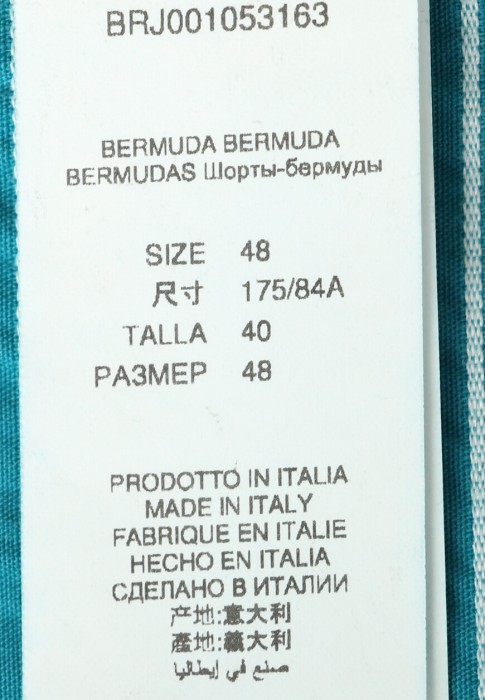 BRJ001053163
BERMUDA BERMUDA
BERMUDAS Шорты-бермуды
SIZE 48
尺寸 175/84A
TALLA 40
РАЗМЕР 48
PRODOTTO IN ITALIA
MADE IN ITALY
FABRIQUE EN ITALIE
HECHO EN ITALIA
СДЕЛАНО В ИТАЛИИ
产地:意大利
產地:義大利
صنع في إيطاليا